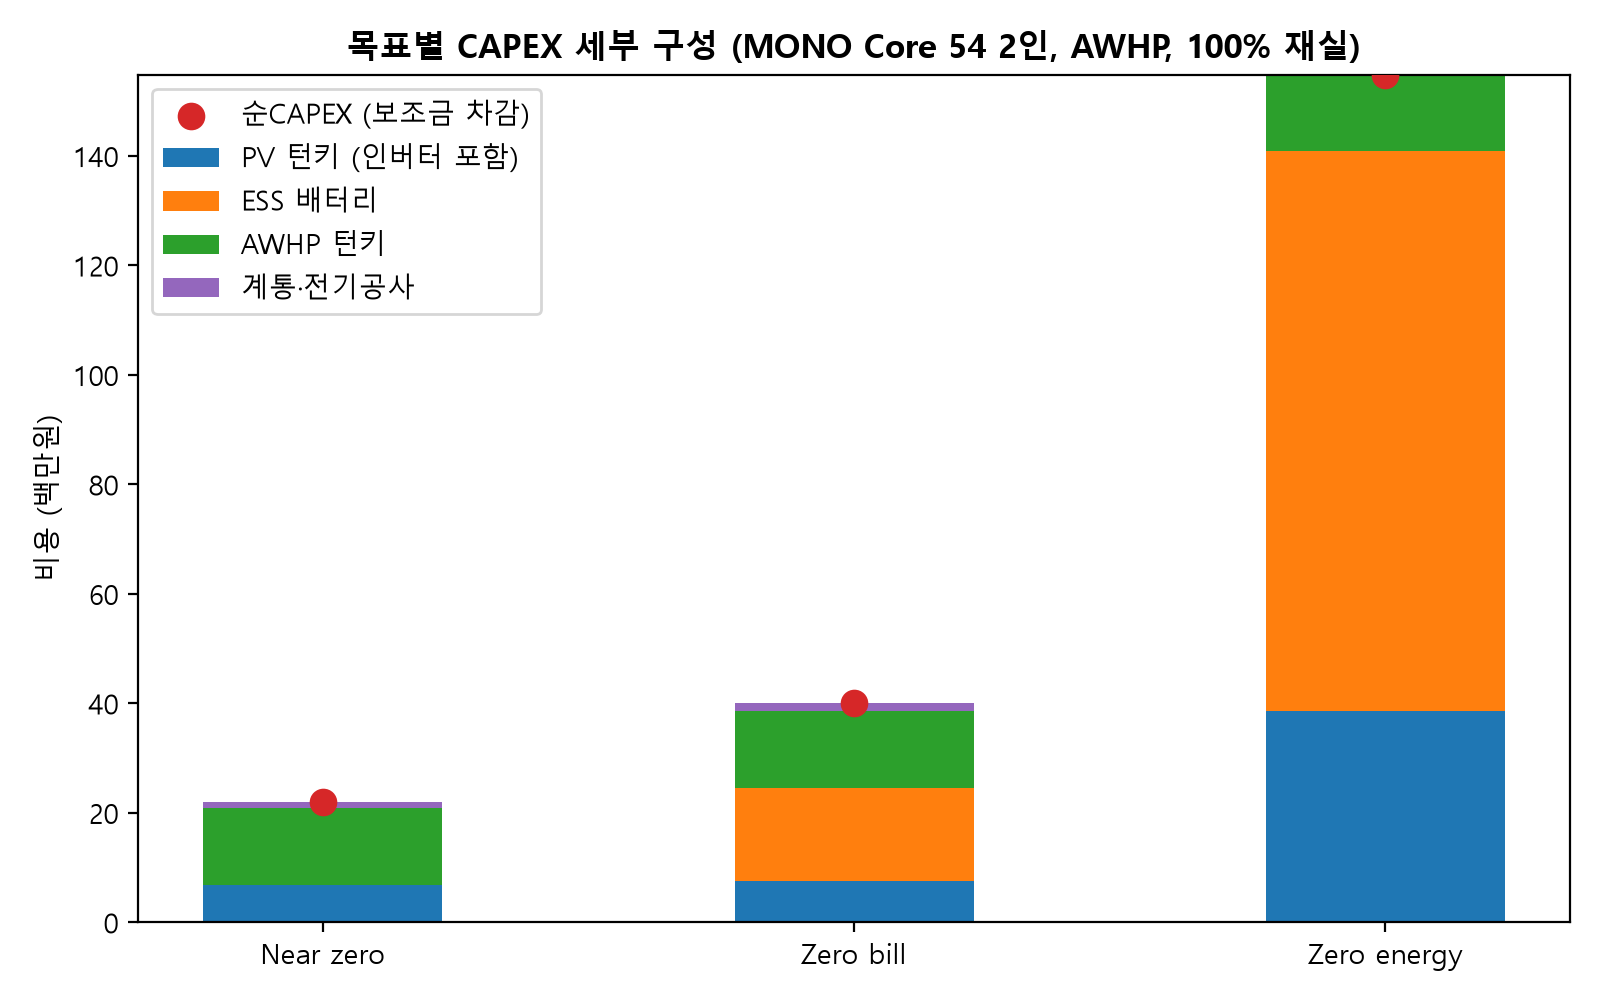 목표별 CAPEX 세부 구성 (MONO Core 54 2인, AWHP, 100% 재실)
순CAPEX (보조금 차감)
PV 턴키 (인버터 포함)
ESS 배터리
AWHP 턴키
계통·전기공사
비용 (백만원)
140
120
100
80
60
40
20
0
Near zero
Zero bill
Zero energy